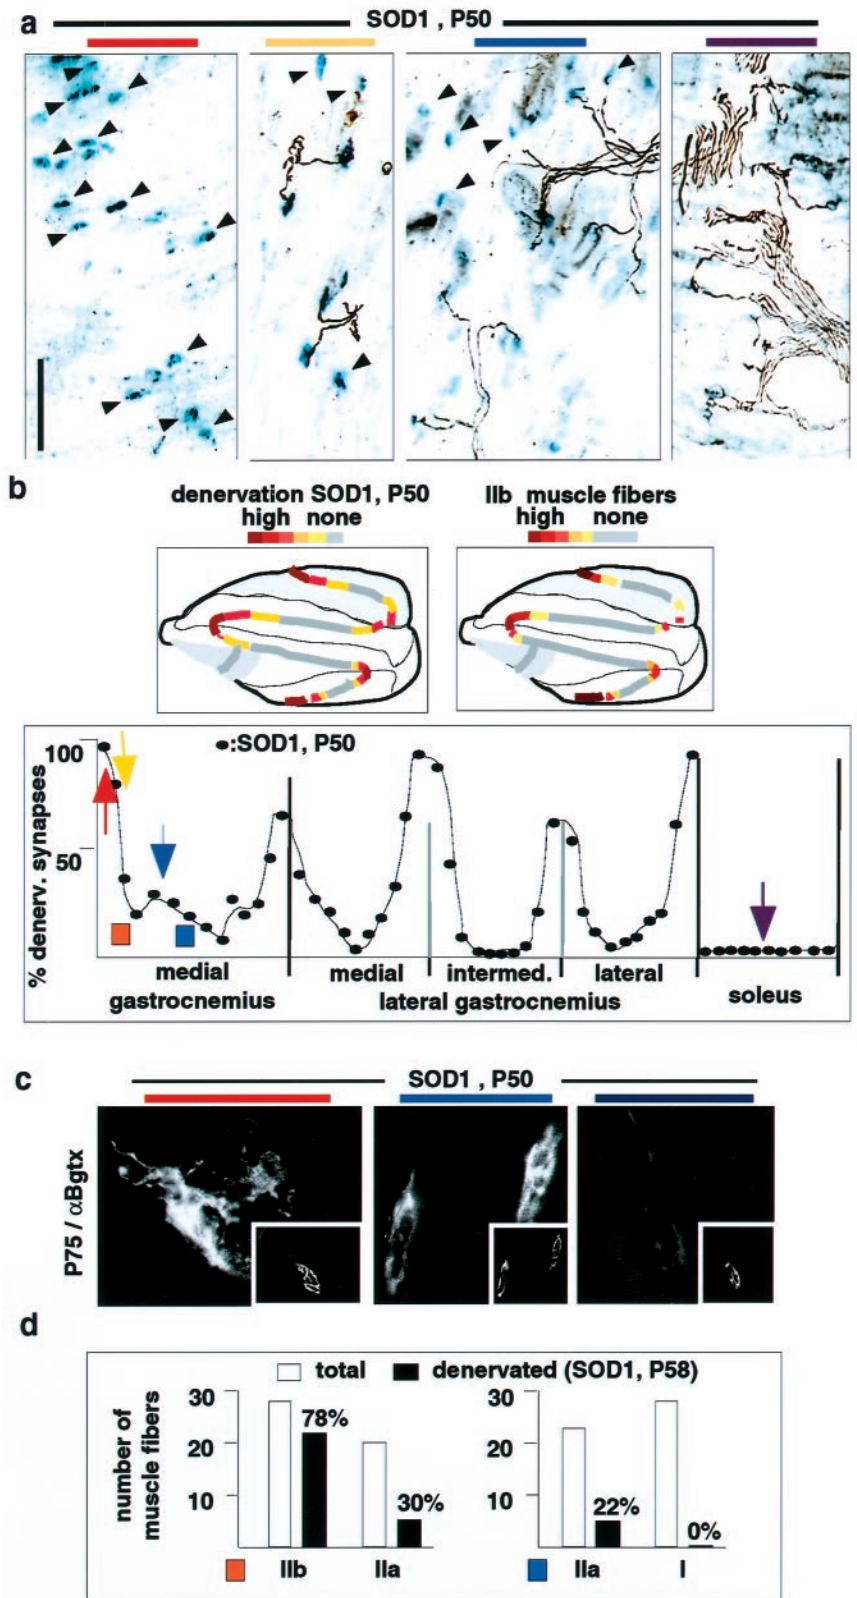 a
SOD1 , P50
b
denervation SOD1, P50
high none
IIb muscle fibers
high none
100
50
% denerv. synapses
:SOD1, P50
medial
gastrocnemius
medial
intermed.
lateral
lateral gastrocnemius
soleus
c
SOD1 , P50
P75 / αBgtx
d
total
denervated (SOD1, P58)
number of
muscle fibers
30
20
10
78%
30%
IIb
IIa
30
20
10
22%
0%
IIa
I